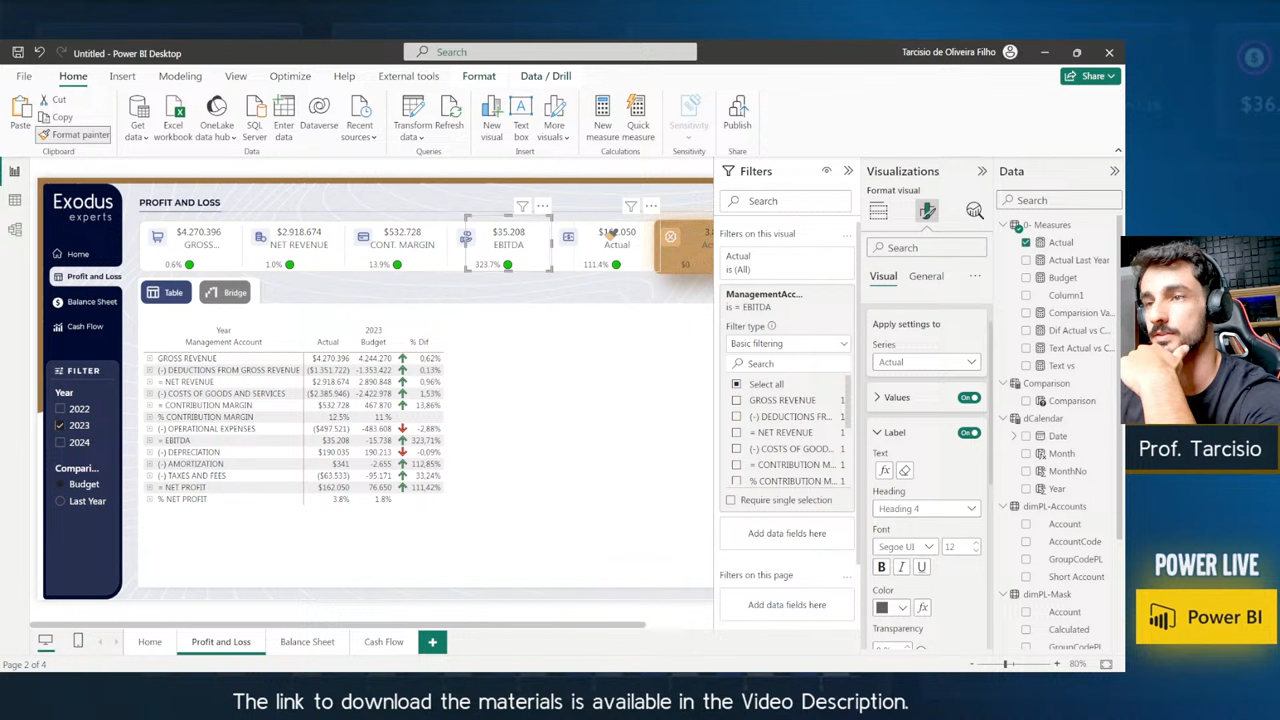 Untitled - Power BI Desktop
Search
Tarcisio de Oliveira Filho
File Home Insert Modeling View Optimize Help External tools Format Data / Drill
Share
Paste
Cut
Copy
Format painter
Clipboard
Get data
Excel workbook
OneLake data hub
SQL Server
Enter data
Dataverse
Recent sources
Data
Transform data
Refresh
Queries
New visual
Text box
More visuals
Insert
New measure
Quick measure
Calculations
Sensitivity
Sensitivity
Publish
Share
Exodus
experts
Home
Profit and Loss
Balance Sheet
Cash Flow
FILTER
Year
2022
2023
2024
Compari...
Budget
Last Year
PROFIT AND LOSS
$4.270.396
GROSS...
0.6%
$2.918.674
NET REVENUE
1.0%
$532.728
CONT. MARGIN
13.9%
$35.208
EBITDA
323.7%
Actual
111.4%
Table
Bridge
Year 2023
Management Account Actual Budget % Dif
GROSS REVENUE $4.270.396 4.244.270 0,62%
(-) DEDUCTIONS FROM GROSS REVENUE ($1.351.722) -1.353.422 0,13%
= NET REVENUE $2.918.674 2.890.848 0,96%
(-) COSTS OF GOODS AND SERVICES ($2.385.946) -2.422.978 1,53%
= CONTRIBUTION MARGIN $532.728 467.870 13,86%
% CONTRIBUTION MARGIN 12.5% 11.%
(-) OPERATIONAL EXPENSES ($497.521) -483.608 -2,88%
= EBITDA $35.208 -15.738 323,71%
(-) DEPRECIATION $190.035 190.213 -0,09%
(-) AMORTIZATION $341 -2.655 112,85%
(-) TAXES AND FEES ($63.533) -95.171 33,24%
= NET PROFIT $162.050 76.650 111,42%
% NET PROFIT 3.8% 1.8%
Filters
Search
Filters on this visual
Actual
is (All)
ManagementAcc...
is = EBITDA
Filter type
Basic filtering
Search
Select all
GROSS REVENUE 1
(-) DEDUCTIONS FR... 1
= NET REVENUE 1
(-) COSTS OF GOOD... 1
= CONTRIBUTION M... 1
% CONTRIBUTION M... 1
Require single selection
Add data fields here
Filters on this page
Add data fields here
Visualizations
Format visual
Search
Visual General
Apply settings to
Series
Actual
Values On
Label On
Text
Heading
Heading 4
Font
Segoe UI 12
B I U
Color
Transparency
Data
Search
0- Measures
Actual
Actual Last Year
Budget
Column1
Comparision Va...
Dif Actual vs C...
Text Actual vs C...
Text vs
Comparison
Comparison
dCalendar
Date
Month
MonthNo
Year
dimPL-Accounts
Account
AccountCode
GroupCodePL
Short Account
dimPL-Mask
Account
Calculated
GroupCodePL
Home Profit and Loss Balance Sheet Cash Flow
Page 2 of 4
80%
Prof. Tarcisio
POWER LIVE
Power BI
The link to download the materials is available in the Video Description.